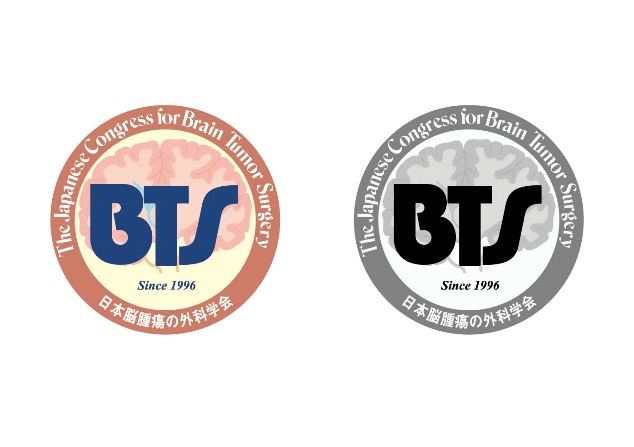 The Japanese Congress for Brain Tumor Surgery
BTS
Since 1996
日本脳腫瘍の外科学会
The Japanese Congress for Brain Tumor Surgery
BTS
Since 1996
日本脳腫瘍の外科学会